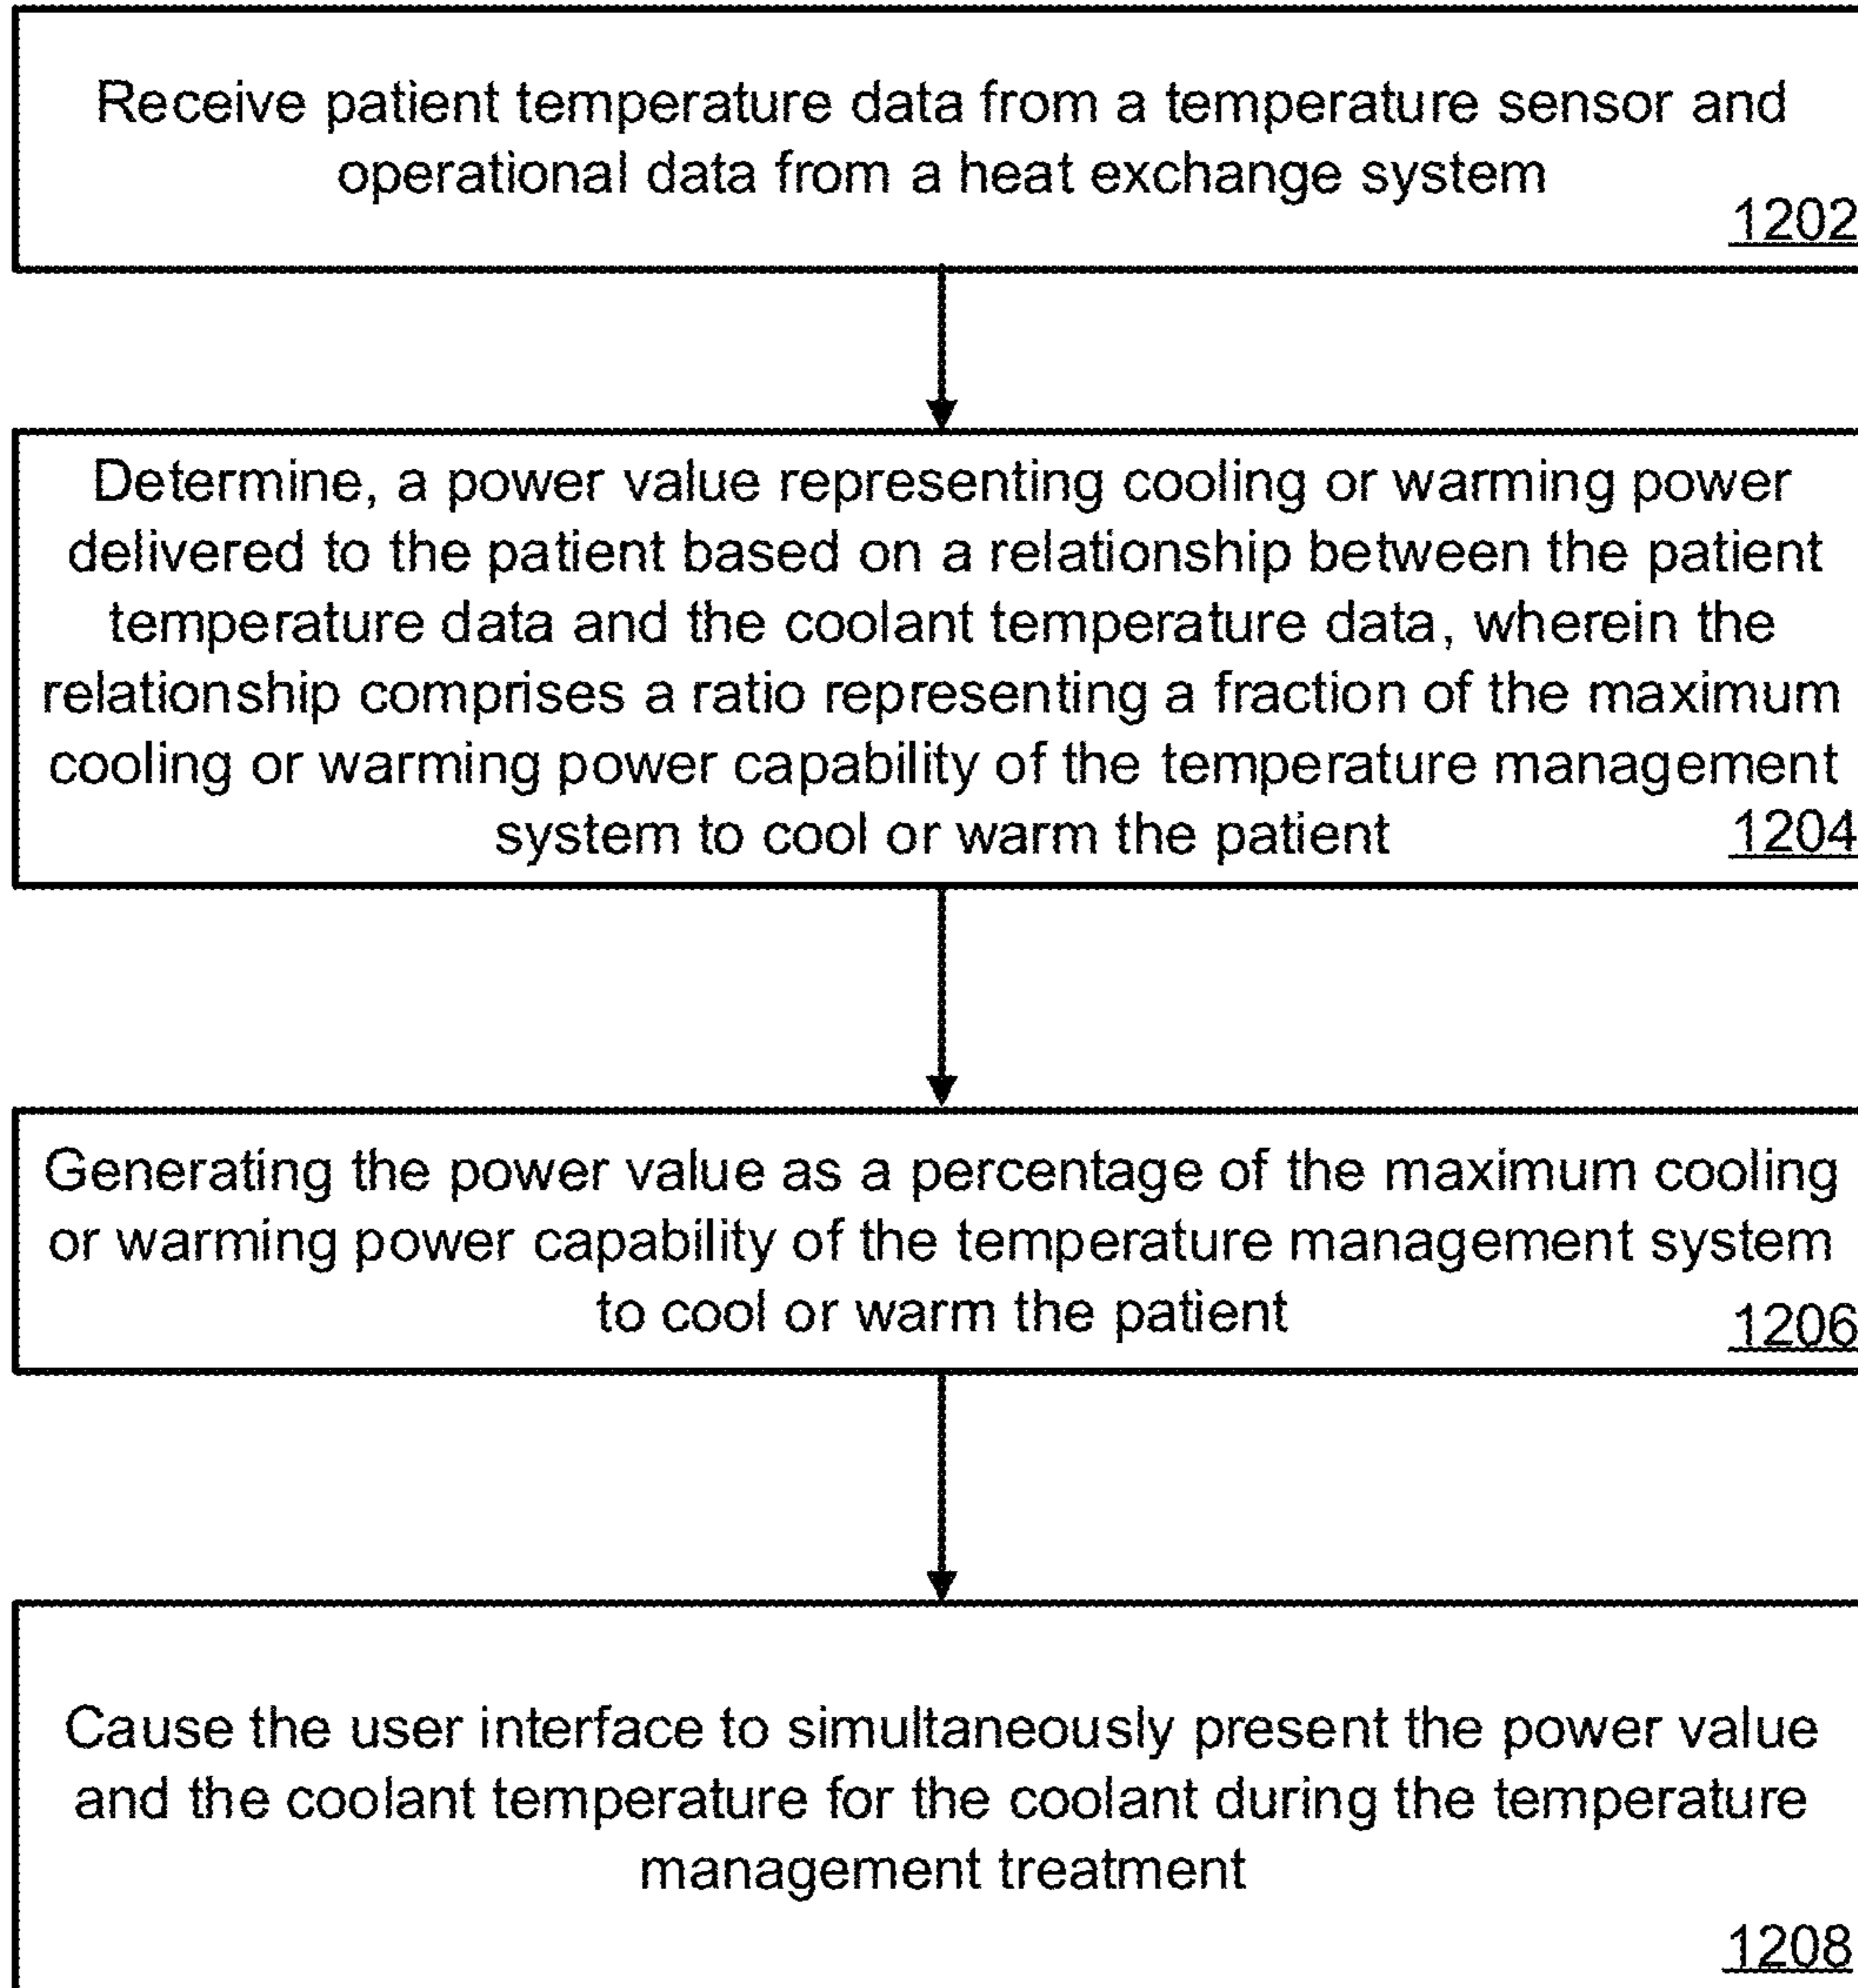 Receive patient temperature data from a temperature sensor and
operational data from a heat exchange system
1202
Determine, a power value representing cooling or warming power
delivered to the patient based on a relationship between the patient
temperature data and the coolant temperature data, wherein the
relationship comprises a ratio representing a fraction of the maximum
cooling or warming power capability of the temperature management
system to cool or warm the patient
1204
Generating the power value as a percentage of the maximum cooling
or warming power capability of the temperature management system
to cool or warm the patient
1206
Cause the user interface to simultaneously present the power value
and the coolant temperature for the coolant during the temperature
management treatment
1208